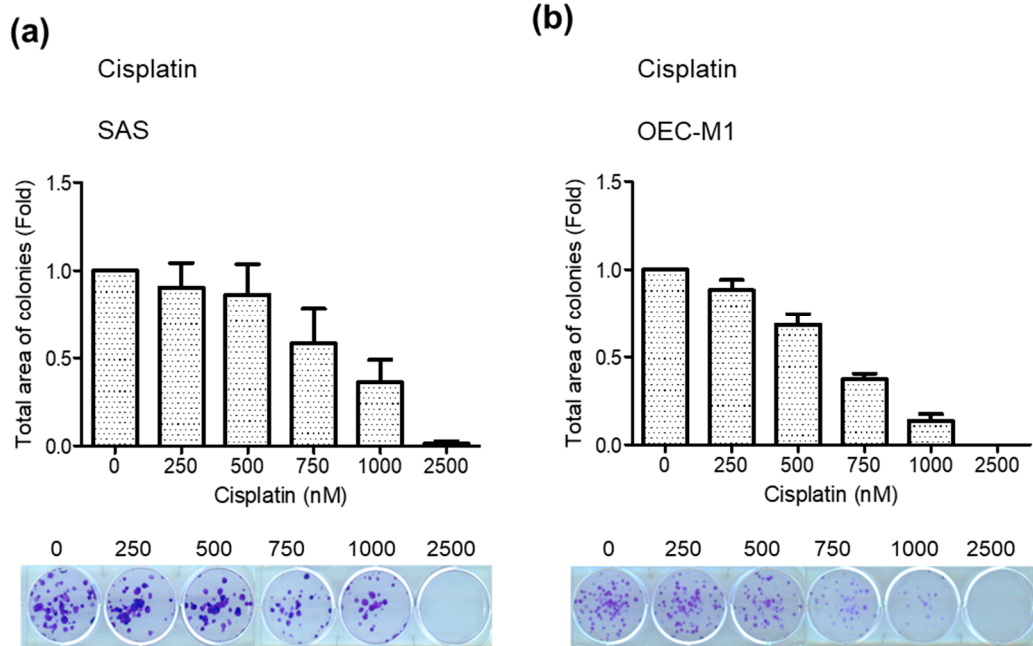 (a)
Cisplatin
SAS
Total area of colonies (Fold)
1.5
1.0
0.5
0.0
0 250 500 750 1000 2500
Cisplatin (nM)
0 250 500 750 1000 2500
(b)
Cisplatin
OEC-M1
Total area of colonies (Fold)
1.5
1.0
0.5
0.0
0 250 500 750 1000 2500
Cisplatin (nM)
0 250 500 750 1000 2500